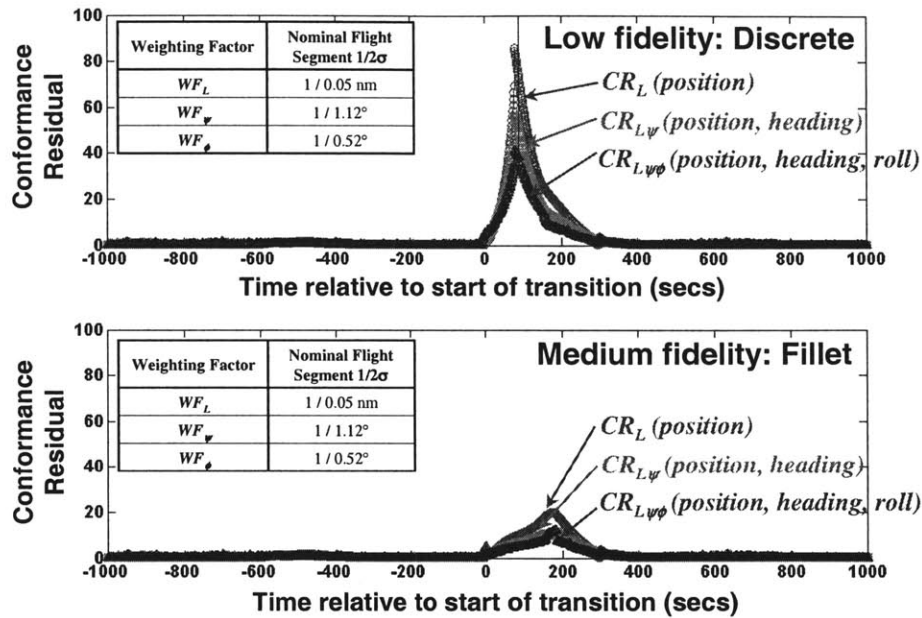 Low fidelity: Discrete
Weighting Factor Nominal Flight Segment 1/2σ
WF_L 1 / 0.05 nm
WF_ψ 1 / 1.12°
WF_ϕ 1 / 0.52°
CR_L (position)
CR_Lψ (position, heading)
CR_Lψϕ (position, heading, roll)
Conformance
Residual
100
80
60
40
20
0
-1000 -800 -600 -400 -200 0 200 400 600 800 1000
Time relative to start of transition (secs)
Medium fidelity: Fillet
Weighting Factor Nominal Flight Segment 1/2σ
WF_L 1 / 0.05 nm
WF_ψ 1 / 1.12°
WF_ϕ 1 / 0.52°
CR_L (position)
CR_Lψ (position, heading)
CR_Lψϕ (position, heading, roll)
Conformance
Residual
100
80
60
40
20
0
-1000 -800 -600 -400 -200 0 200 400 600 800 1000
Time relative to start of transition (secs)